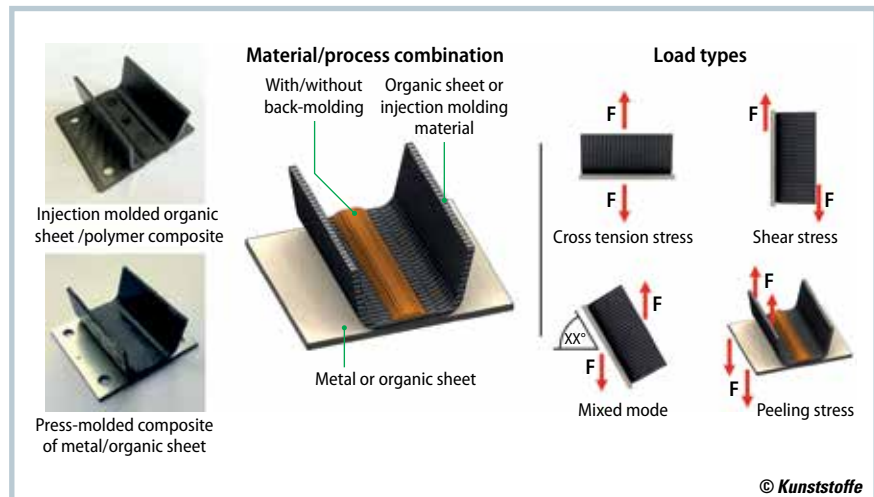 Material/process combination
With/without
back-molding
Organic sheet or
injection molding
material
Metal or organic sheet
Injection molded organic
sheet /polymer composite
Press-molded composite
of metal/organic sheet
Load types
F
F
Cross tension stress
F
F
Shear stress
F
XX°
F
Mixed mode
F
F
Peeling stress
© Kunststoffe